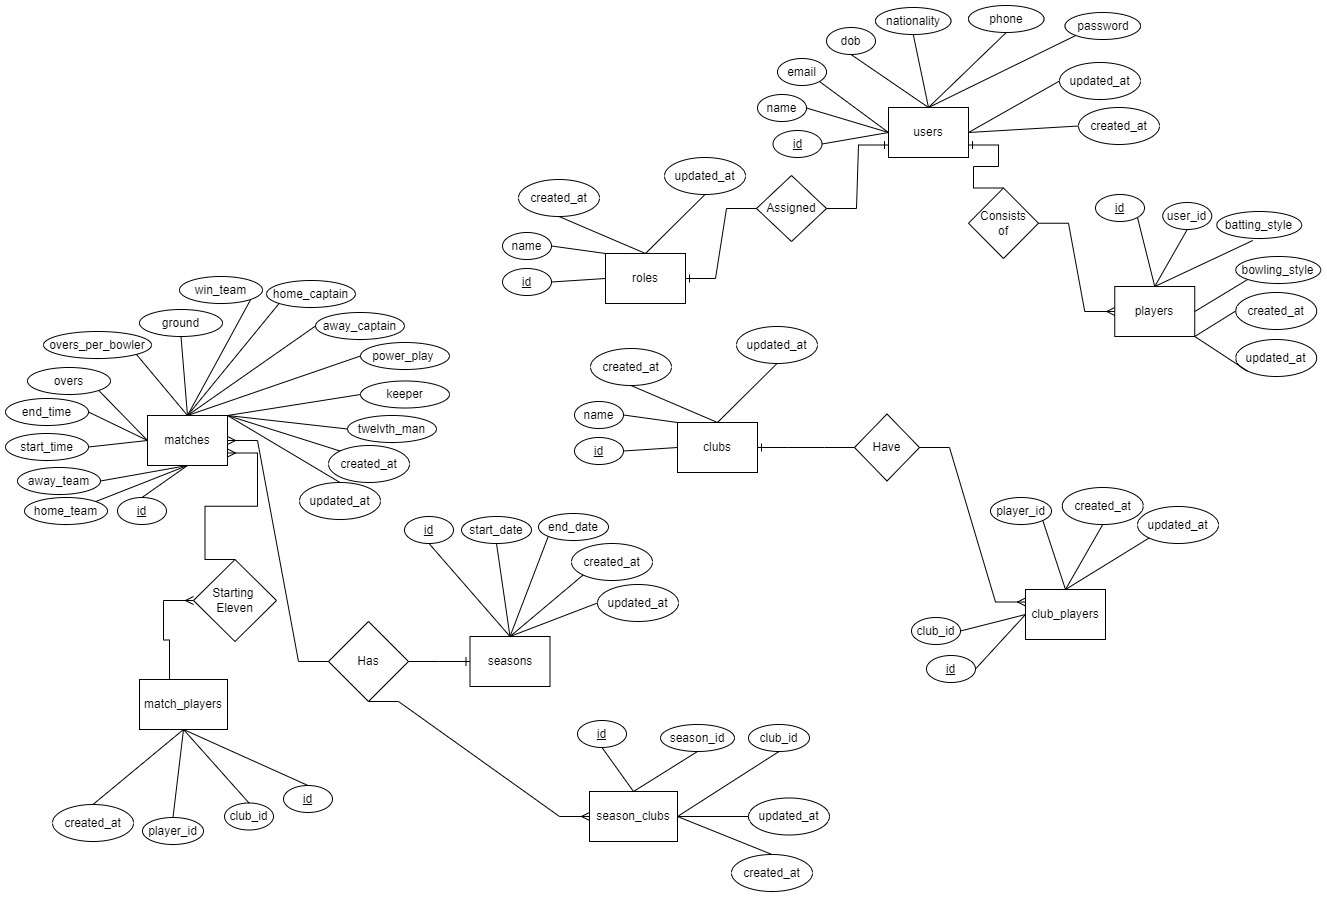 phone
nationality
password
dob
email
updated_at
name
created_at
users
id
updated_at
created_at
Assigned
id
user_id
Consists
of
batting_style
name
roles
id
bowling_style
created_at
players
updated_at
win_team
home_captain
ground
away_captain
overs_per_bowler
power_play
overs
keeper
end_time
twelvth_man
matches
start_time
created_at
away_team
updated_at
home_team
id
updated_at
created_at
name
clubs
Have
id
player_id
created_at
updated_at
club_players
club_id
id
id
start_date
end_date
created_at
updated_at
Starting
Eleven
Has
seasons
match_players
created_at
player_id
club_id
id
id
season_id
club_id
season_clubs
updated_at
created_at